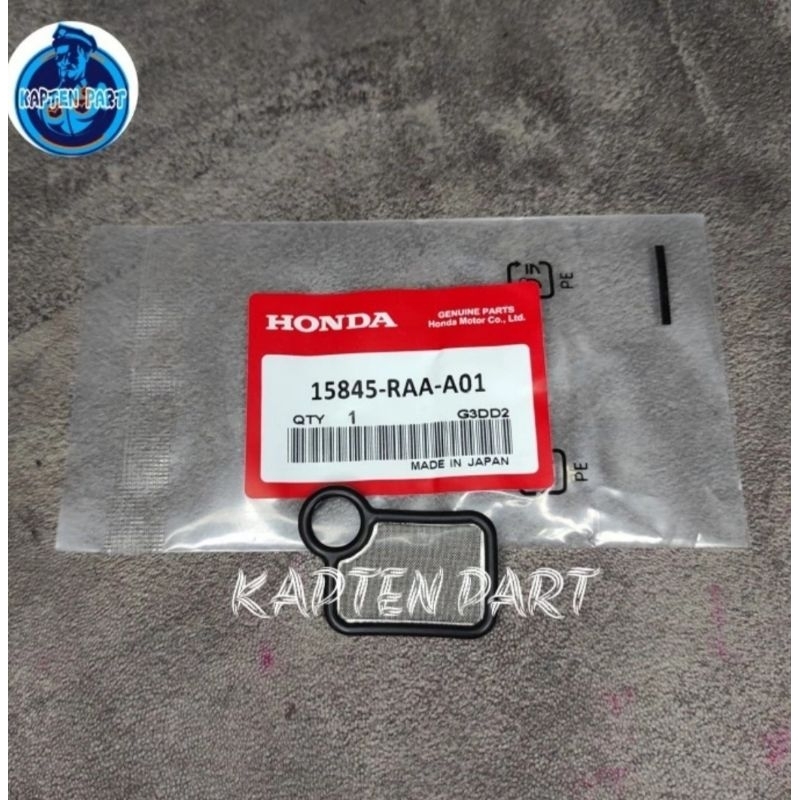 KAPTEN PART
PE
HONDA
GENUINE PARTS
Honda Motor Co., Ltd.
15845-RAA-A01
QTY 1 G3DD2
MADE IN JAPAN
PE
KAPTEN PART